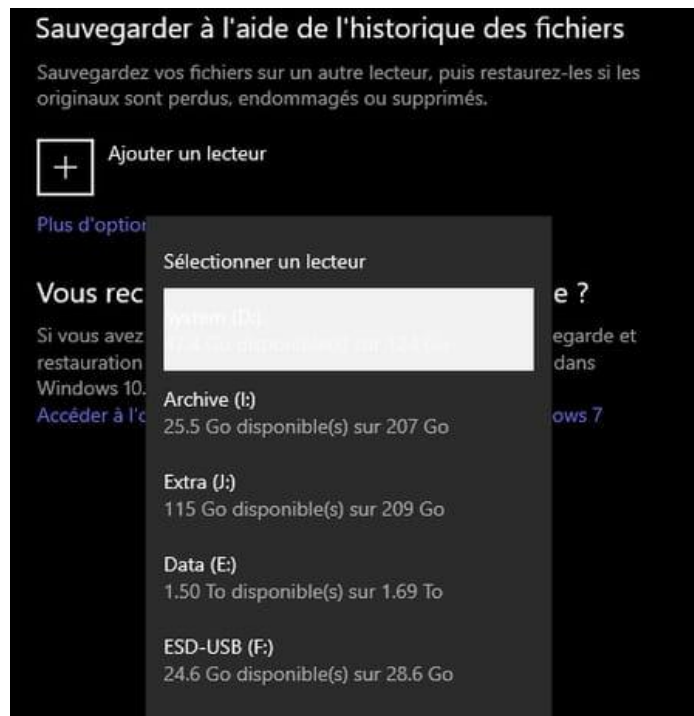 Sauvegarder à l'aide de l'historique des fichiers
Sauvegardez vos fichiers sur un autre lecteur, puis restaurez-les si les
originaux sont perdus, endommagés ou supprimés.
Ajouter un lecteur
Plus d'option
Sélectionner un lecteur
Vous rec
e ?
System (D:)
Si vous avez
egarde et
restauration
dans
Windows 10.
Accéder à l'o
ows 7
Archive (I:)
25.5 Go disponible(s) sur 207 Go
Extra (J:)
115 Go disponible(s) sur 209 Go
Data (E:)
1.50 To disponible(s) sur 1.69 To
ESD-USB (F:)
24.6 Go disponible(s) sur 28.6 Go